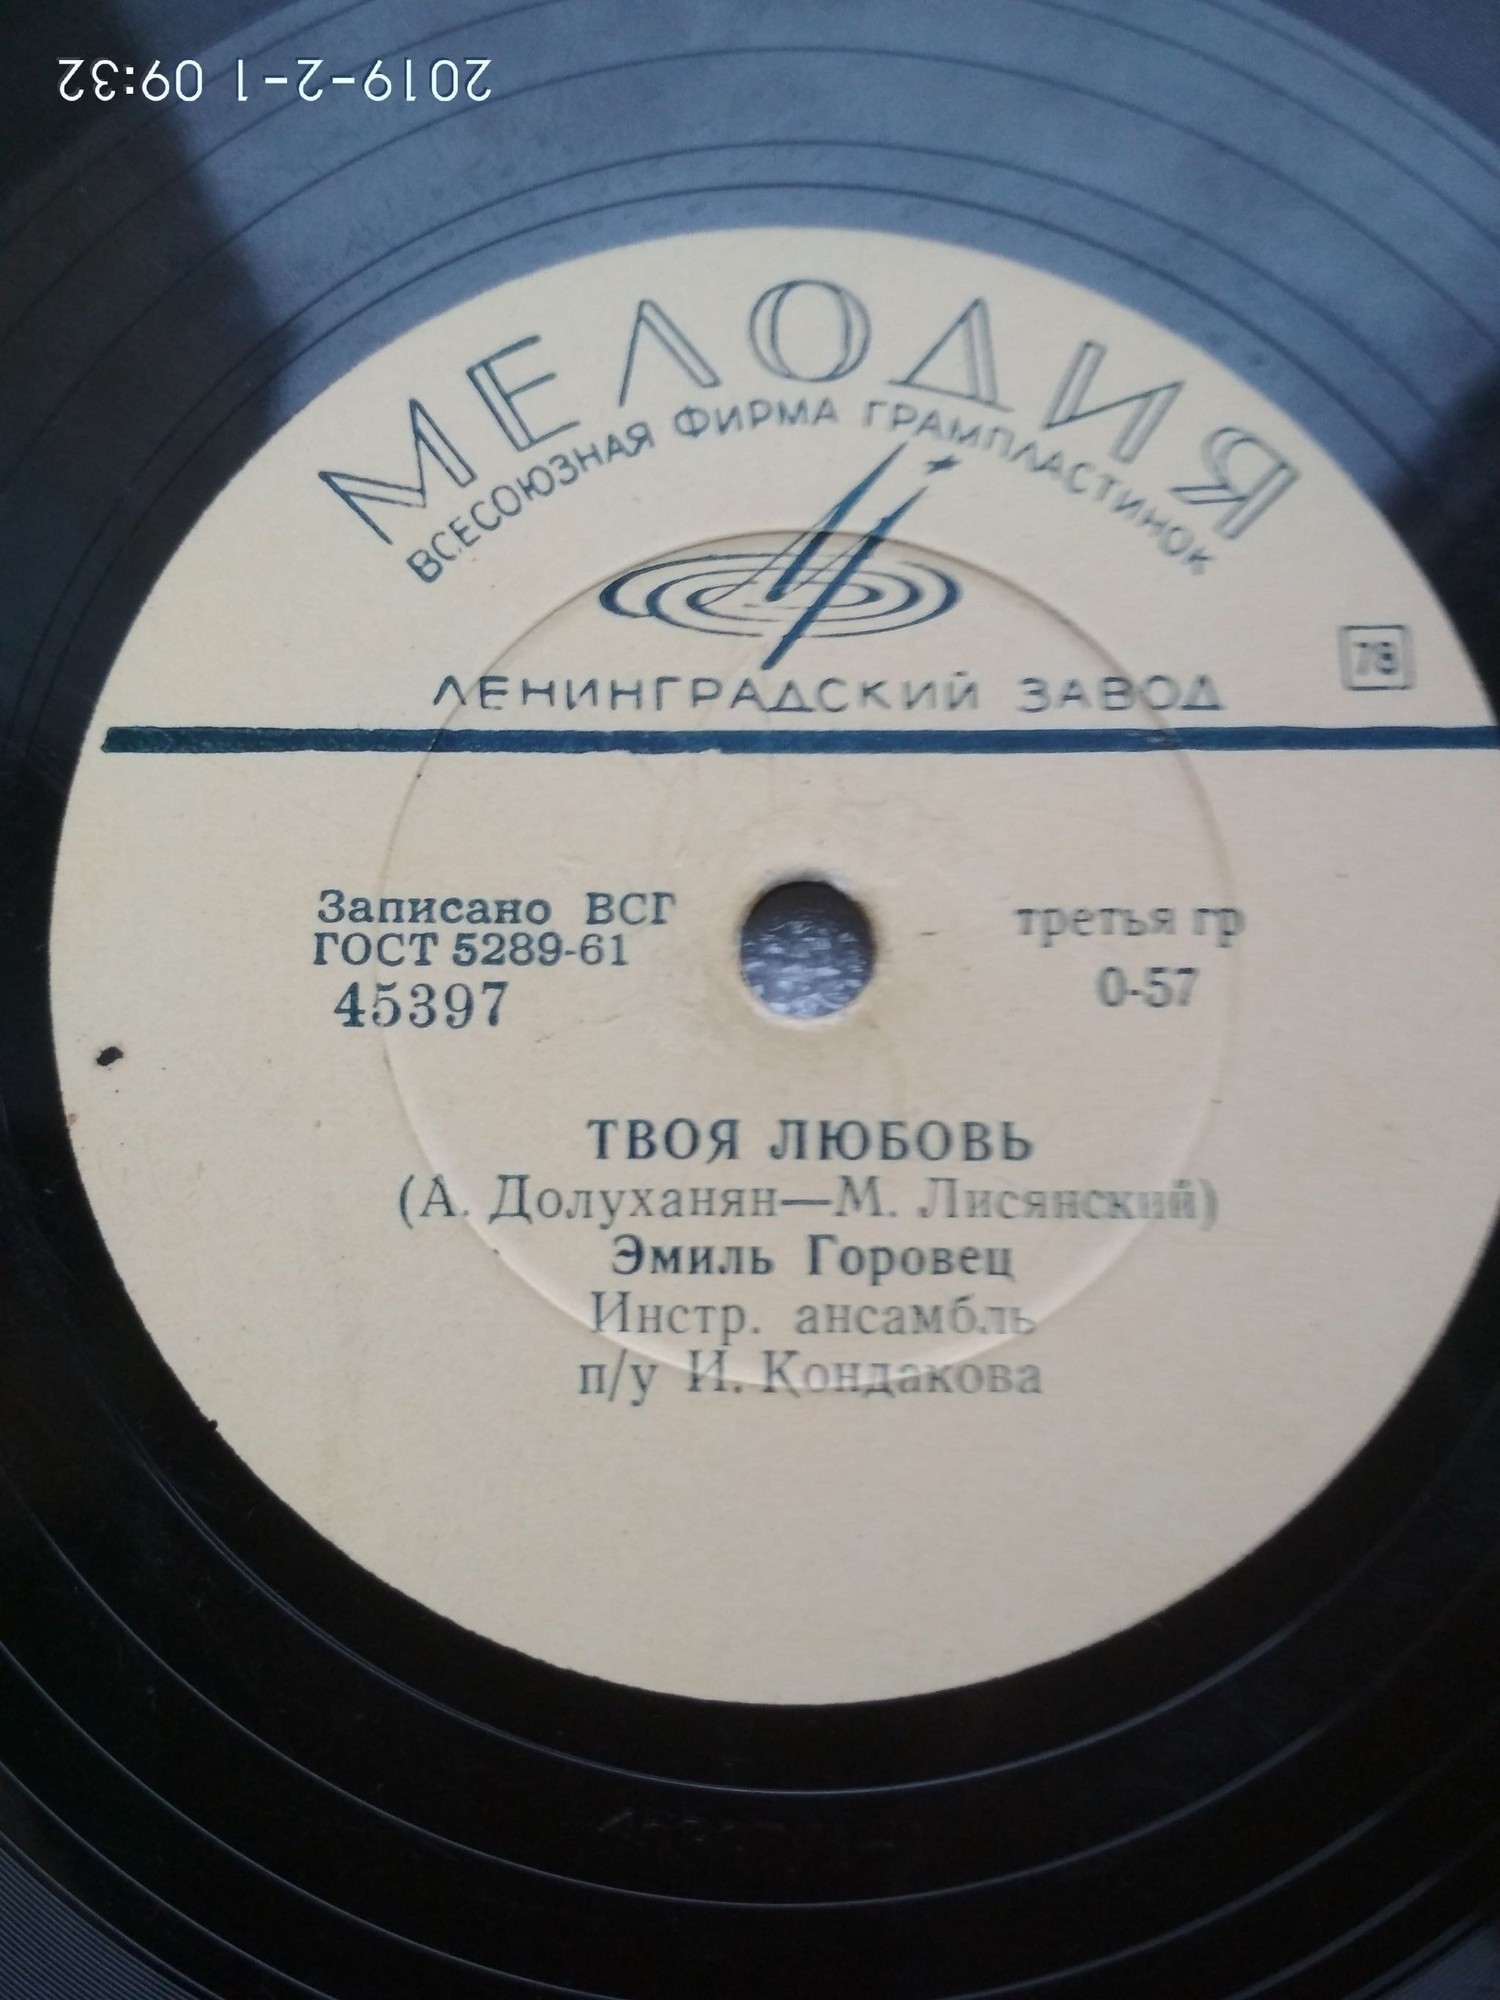 2019-2-1 09:32
МЕЛОДИЯ
ВСЕСОЮЗНАЯ ФИРМА ГРАМПЛАСТИНОК
ЛЕНИНГРАДСКИЙ ЗАВОД
78
Записано ВСГ
ГОСТ 5289-61
45397
третья гр
0-57
ТВОЯ ЛЮБОВЬ
(А. Долуханян—М. Лисянский)
Эмиль Горовец
Инстр. ансамбль
п/у И. Кондакова